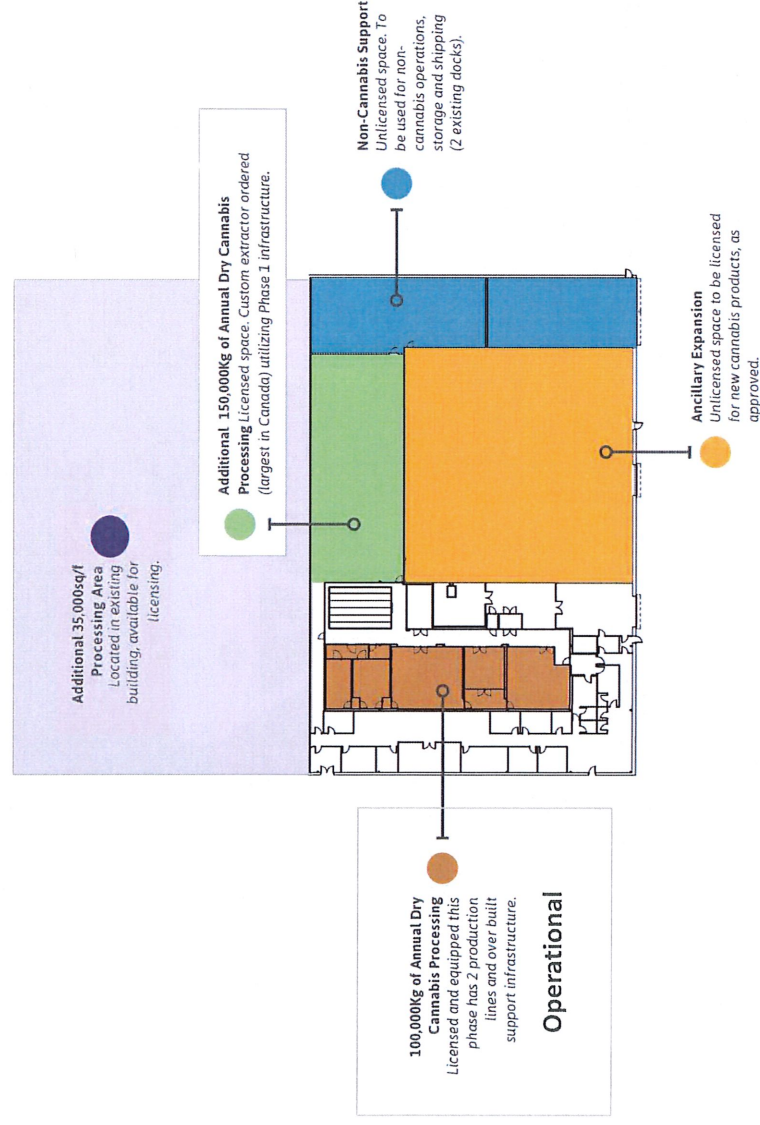 Additional 35,000sq/f
Processing Area
Located in existing
building, available for
licensing.
Additional 150,000Kg of Annual Dry Cannabis
Processing Licensed space. Custom extractor ordered
(largest in Canada) utilizing Phase 1 infrastructure.
Non-Cannabis Support
Unlicensed space. To
be used for non-
cannabis operations,
storage and shipping
(2 existing docks).
100,000Kg of Annual Dry
Cannabis Processing
Licensed and equipped this
phase has 2 production
lines and over built
support infrastructure.
Operational
Ancillary Expansion
Unlicensed space to be licensed
for new cannabis products, as
approved.